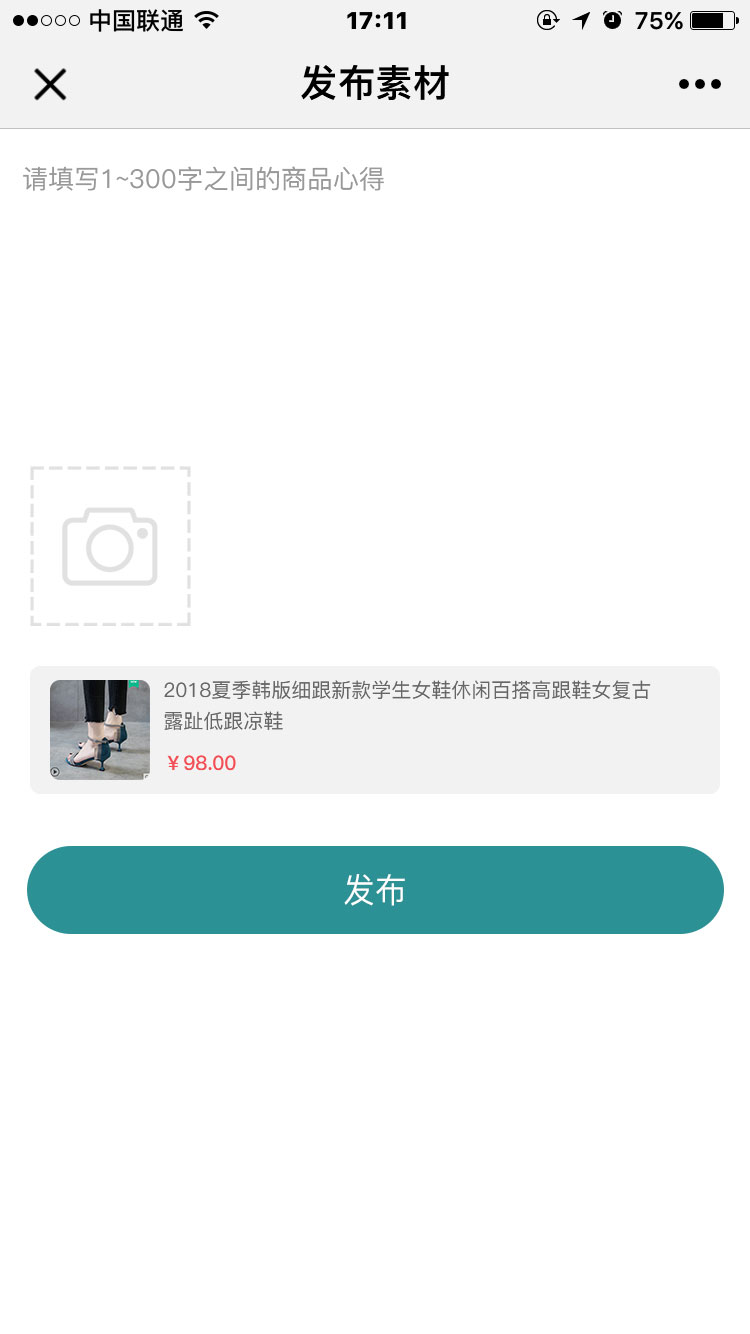 中国联通
17:11
75%
发布素材
请填写1~300字之间的商品心得
2018夏季韩版细跟新款学生女鞋休闲百搭高跟鞋女复古
露趾低跟凉鞋
￥98.00
发布